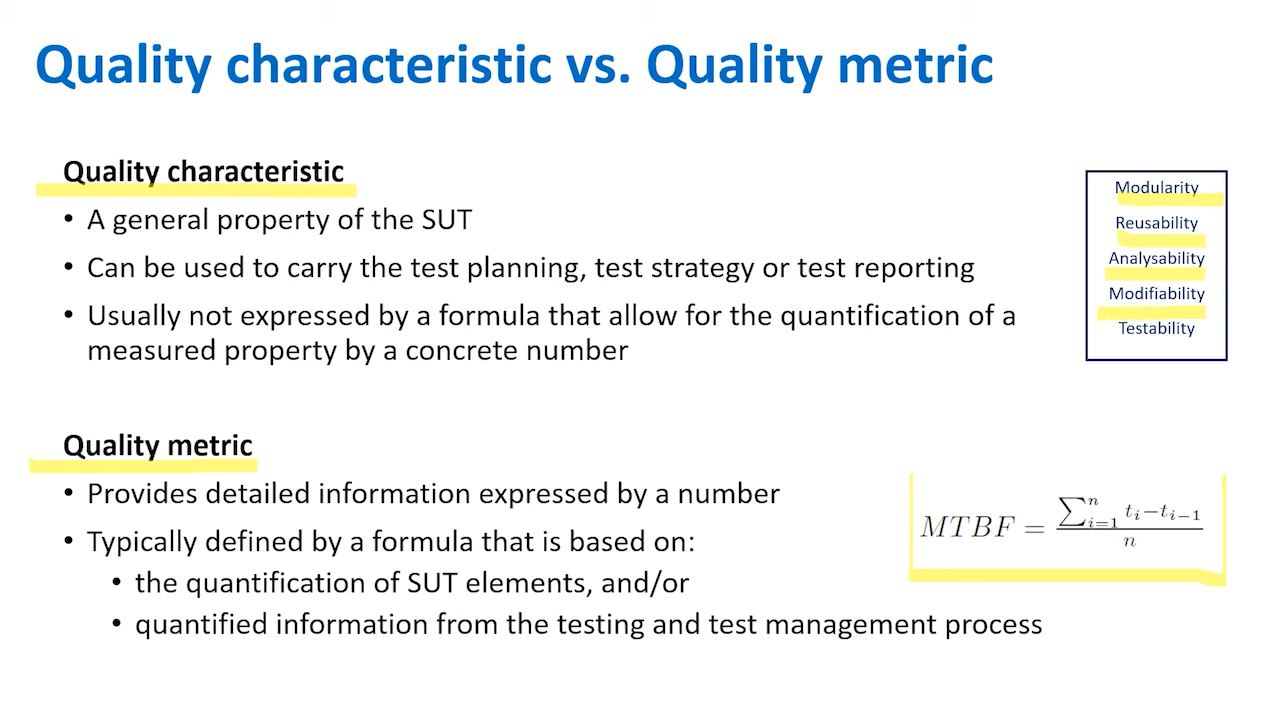 Quality characteristic vs. Quality metric
Quality characteristic
• A general property of the SUT
• Can be used to carry the test planning, test strategy or test reporting
• Usually not expressed by a formula that allow for the quantification of a
measured property by a concrete number
Modularity
Reusability
Analysability
Modifiability
Testability
Quality metric
• Provides detailed information expressed by a number
• Typically defined by a formula that is based on:
• the quantification of SUT elements, and/or
• quantified information from the testing and test management process
MTBF = \frac{\sum_{i=1}^{n} t_i - t_{i-1}}{n}